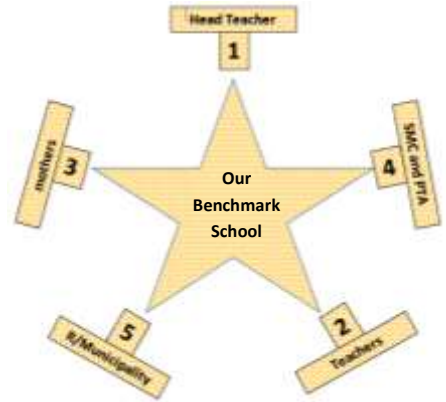 Head Teacher
1
mothers
3
SMC and PTA
4
Our
Benchmark
School
5
R/Municipality
2
Teachers